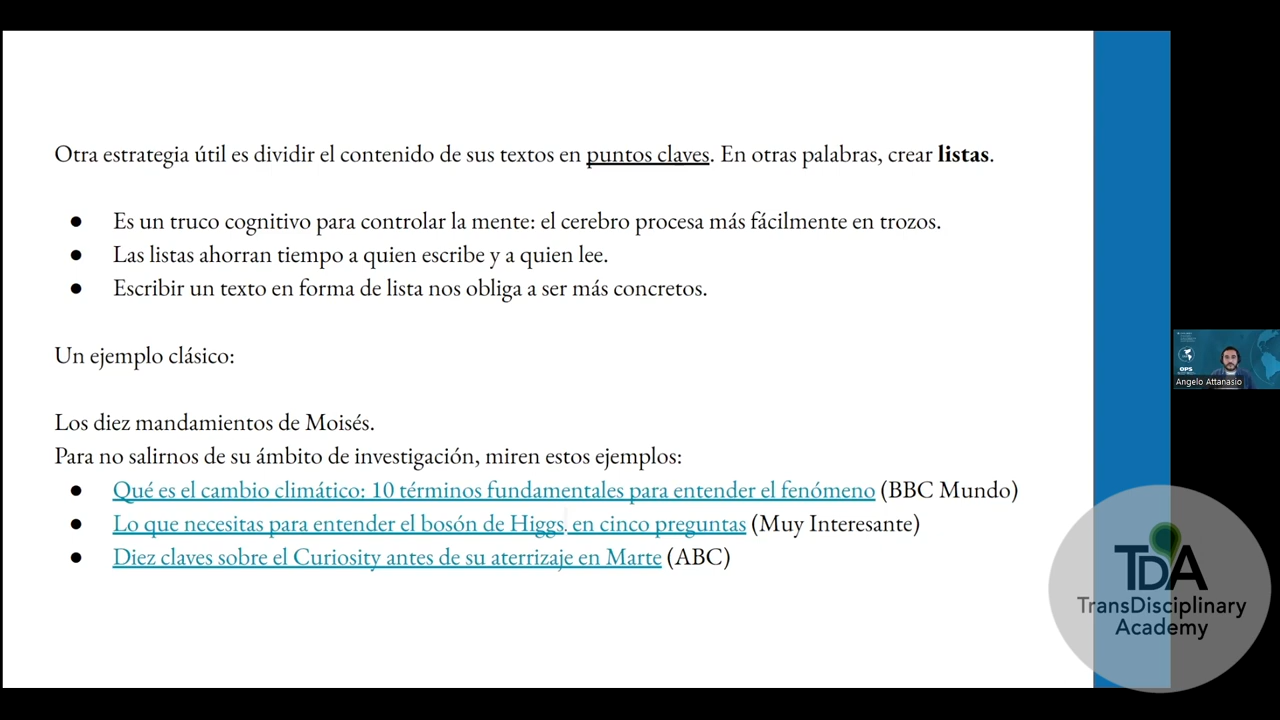 Otra estrategia útil es dividir el contenido de sus textos en puntos claves. En otras palabras, crear listas.
● Es un truco cognitivo para controlar la mente: el cerebro procesa más fácilmente en trozos.
● Las listas ahorran tiempo a quien escribe y a quien lee.
● Escribir un texto en forma de lista nos obliga a ser más concretos.
Un ejemplo clásico:
Los diez mandamientos de Moisés.
Para no salirnos de su ámbito de investigación, miren estos ejemplos:
● Qué es el cambio climático: 10 términos fundamentales para entender el fenómeno (BBC Mundo)
● Lo que necesitas para entender el bosón de Higgs, en cinco preguntas (Muy Interesante)
● Diez claves sobre el Curiosity antes de su aterrizaje en Marte (ABC)
OPS
Angelo Attanasio
TDA
TransDisciplinary
Academy